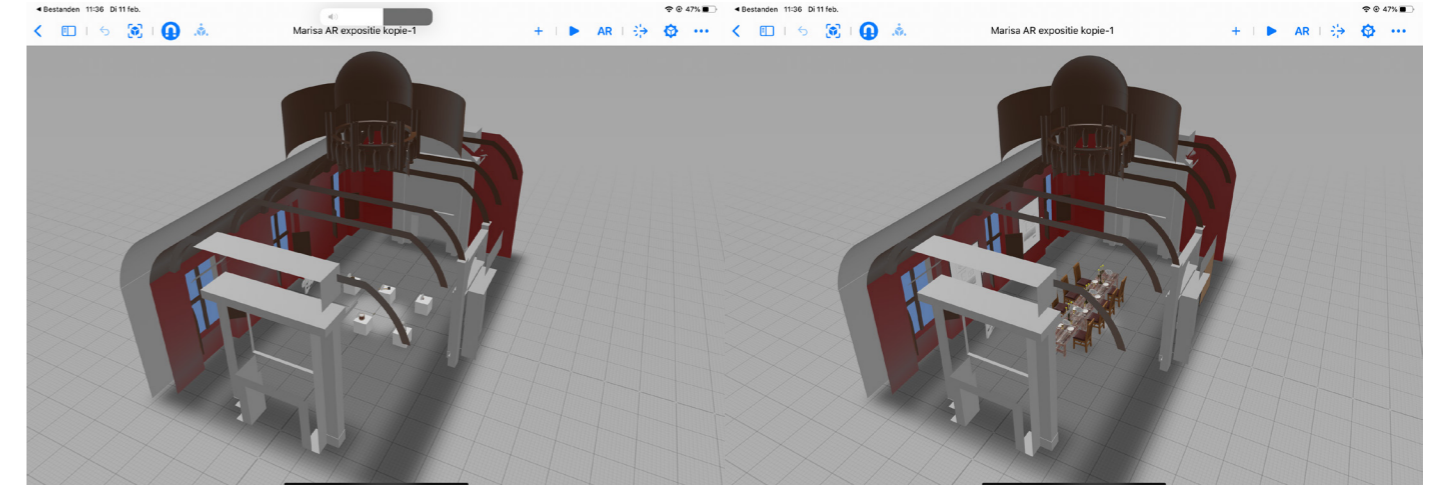 ◀ Bestanden 11:36 Di 11 feb. 47%
Marisa AR expositie kopie-1 AR
◀ Bestanden 11:36 Di 11 feb. 47%
Marisa AR expositie kopie-1 AR